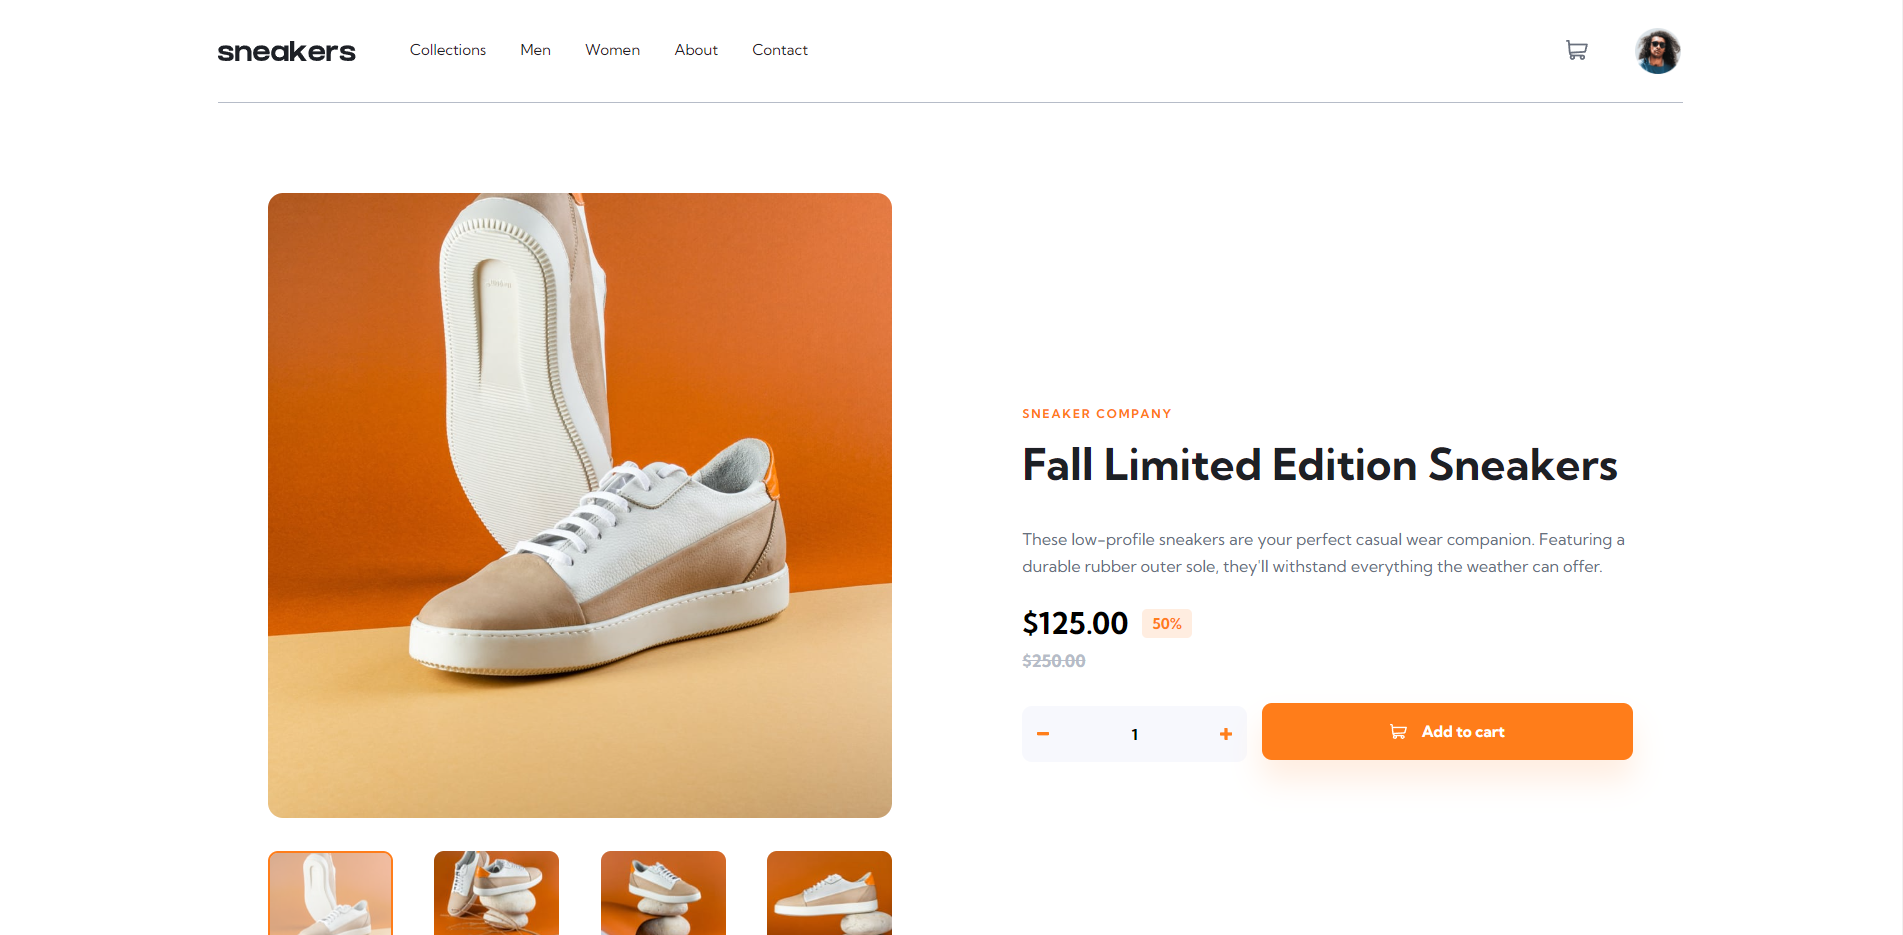 sneakers
Collections Men Women About Contact
SNEAKER COMPANY
Fall Limited Edition Sneakers
These low-profile sneakers are your perfect casual wear companion. Featuring a
durable rubber outer sole, they'll withstand everything the weather can offer.
$125.00 50%
$250.00
1 Add to cart